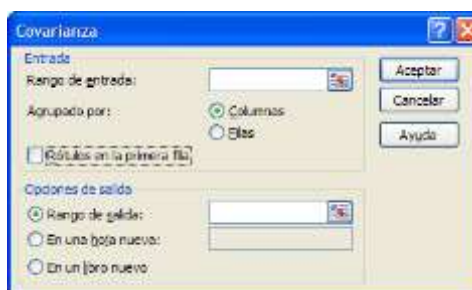 Covarianza
Entrada
Rango de entrada:
Agrupado por:
Columnas
Filas
Rótulos en la primera fila
Opciones de salida
Rango de salida:
En una hoja nueva:
En un libro nuevo
Aceptar
Cancelar
Ayuda